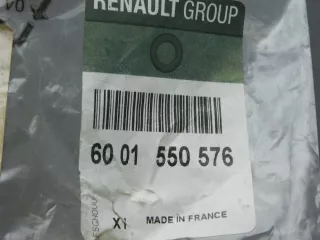 RENAULT GROUP
60 01 550 576
X1 MADE IN FRANCE